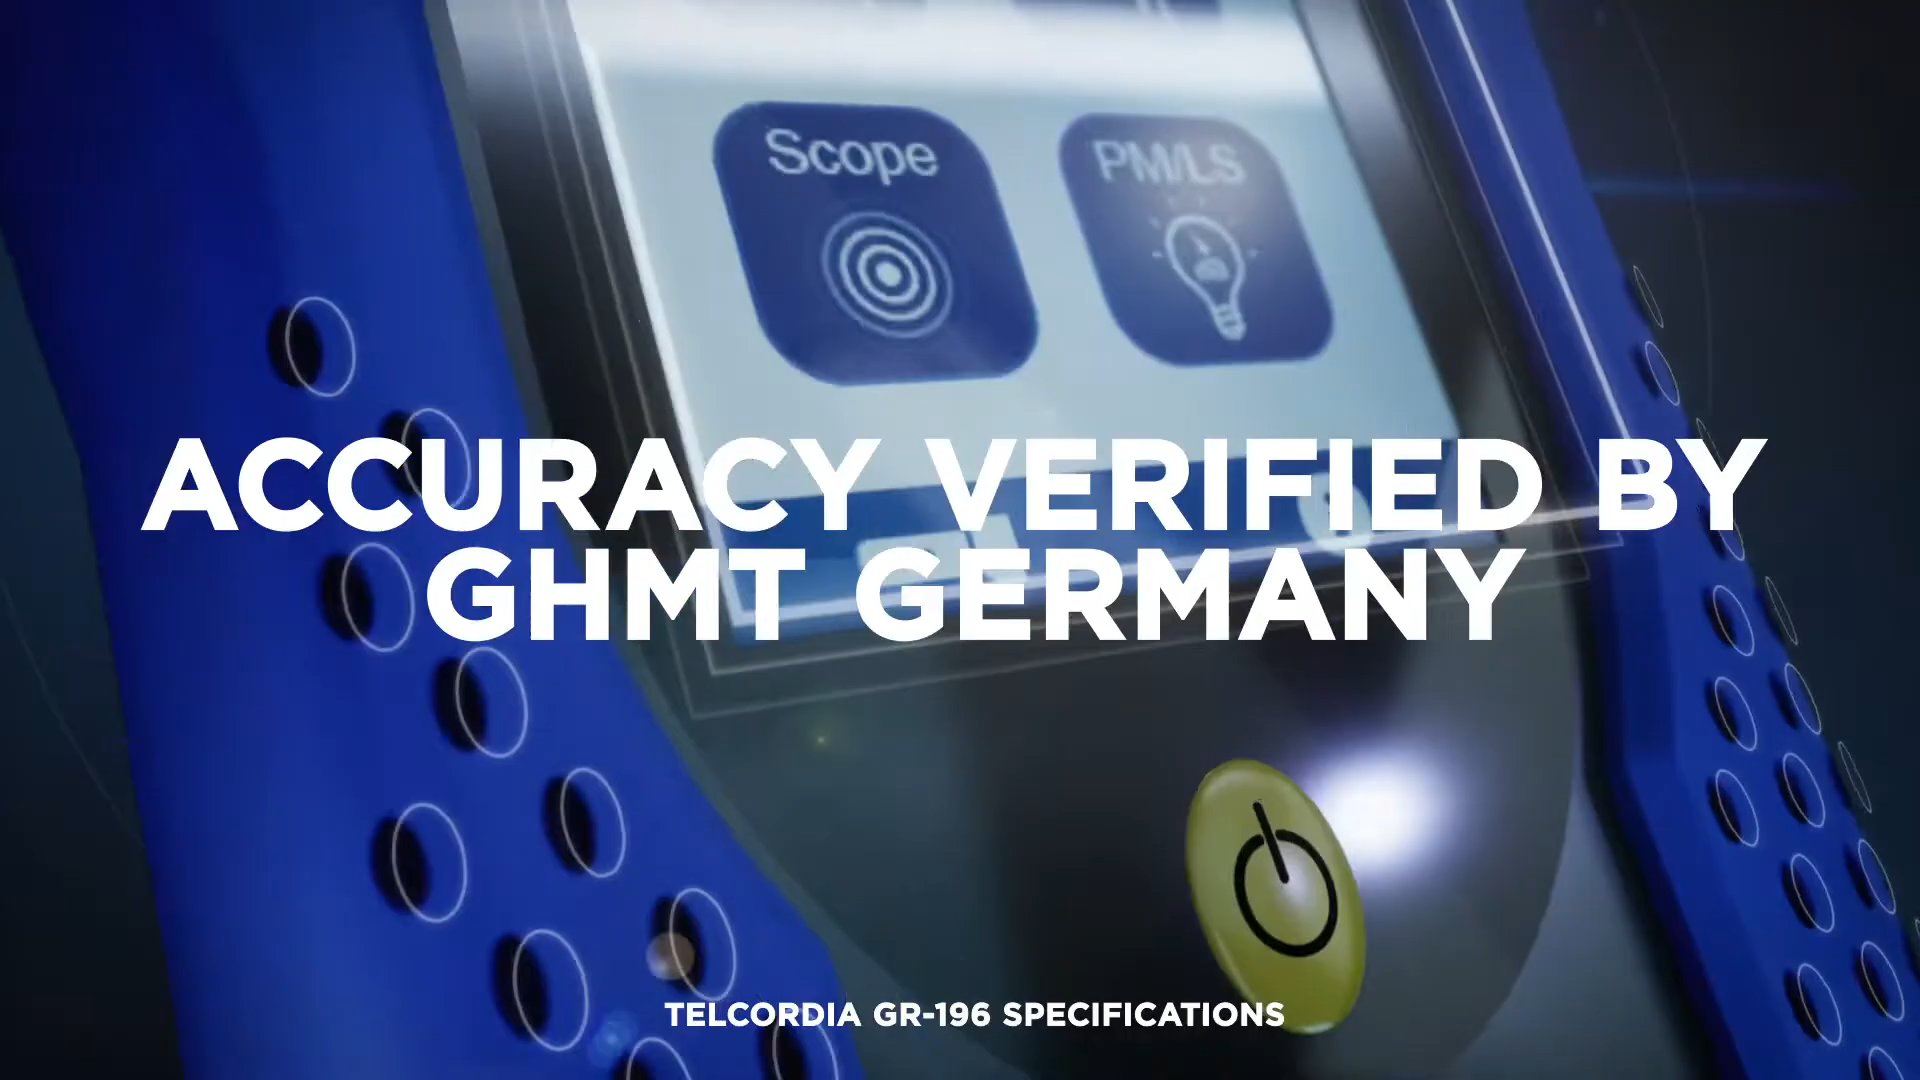 Scope
PM/LS
ACCURACY VERIFIED BY
GHMT GERMANY
TELCORDIA GR-196 SPECIFICATIONS